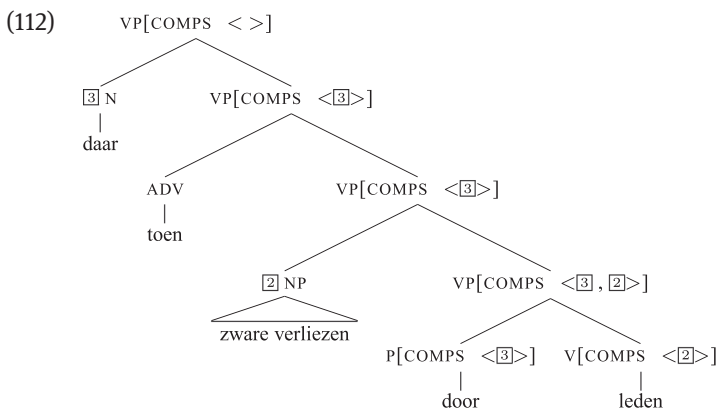 (112) VP[COMPS < >]
[3] N VP[COMPS <[3]>]
daar
ADV VP[COMPS <[3]>]
toen
[2] NP VP[COMPS <[3] , [2]>]
zware verliezen
P[COMPS <[3]>] V[COMPS <[2]>]
door leden